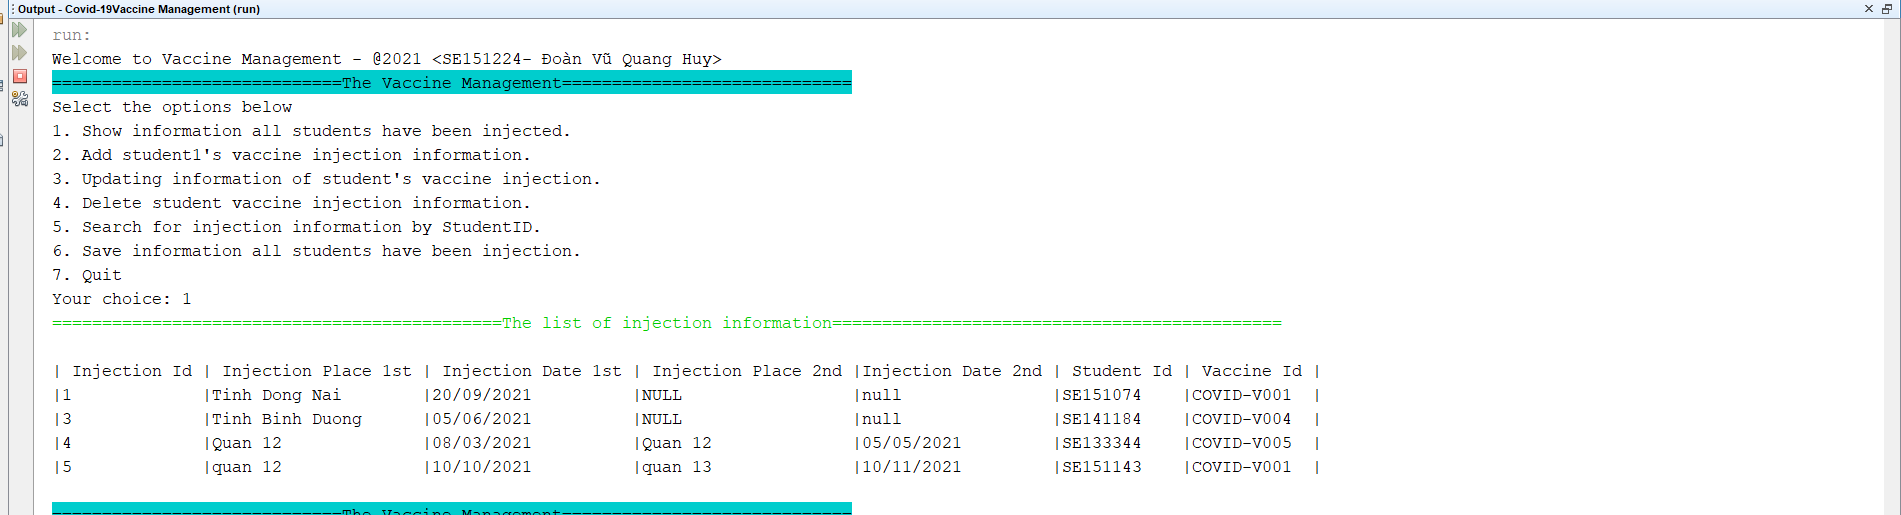 Output - Covid-19Vaccine Management (run)
run:
Welcome to Vaccine Management - @2021 <SE151224- Đoàn Vũ Quang Huy>
=============================The Vaccine Management=============================
Select the options below
1. Show information all students have been injected.
2. Add student1's vaccine injection information.
3. Updating information of student's vaccine injection.
4. Delete student vaccine injection information.
5. Search for injection information by StudentID.
6. Save information all students have been injection.
7. Quit
Your choice: 1
=============================================The list of injection information=============================================
| Injection Id | Injection Place 1st | Injection Date 1st | Injection Place 2nd |Injection Date 2nd | Student Id | Vaccine Id |
|1             |Tinh Dong Nai        |20/09/2021          |NULL                 |null               |SE151074    |COVID-V001  |
|3             |Tinh Binh Duong      |05/06/2021          |NULL                 |null               |SE141184    |COVID-V004  |
|4             |Quan 12              |08/03/2021          |Quan 12              |05/05/2021         |SE133344    |COVID-V005  |
|5             |quan 12              |10/10/2021          |quan 13              |10/11/2021         |SE151143    |COVID-V001  |
=============================The Vaccine Management=============================